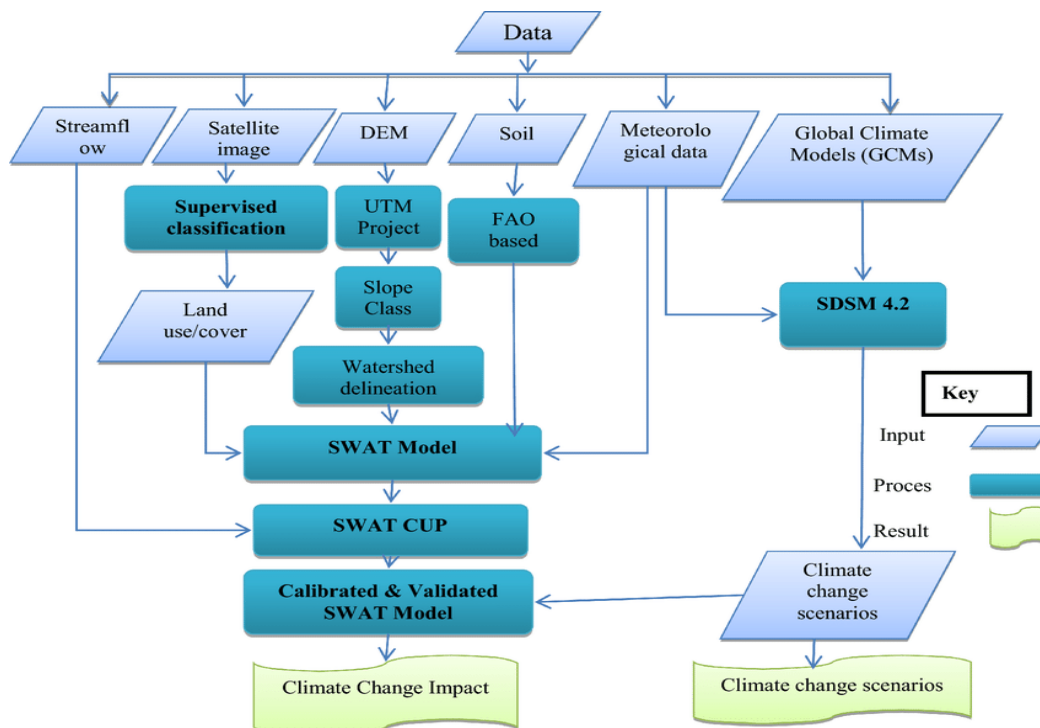 Data
Streamfl
ow
Satellite
image
DEM
Soil
Meteorolo
gical data
Global Climate
Models (GCMs)
Supervised
classification
UTM
Project
FAO
based
Slope
Class
Land
use/cover
SDSM 4.2
Watershed
delineation
Key
Input
SWAT Model
Proces
SWAT CUP
Result
Climate
change
scenarios
Calibrated & Validated
SWAT Model
Climate Change Impact
Climate change scenarios